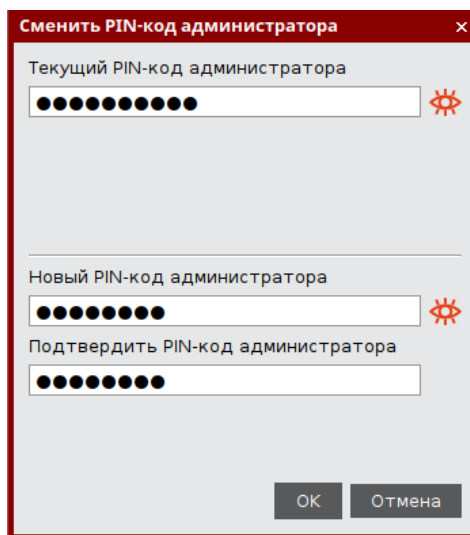 Сменить PIN-код администратора ×
Текущий PIN-код администратора
●●●●●●●●●●
Новый PIN-код администратора
●●●●●●●●
Подтвердить PIN-код администратора
●●●●●●●●
OK Отмена